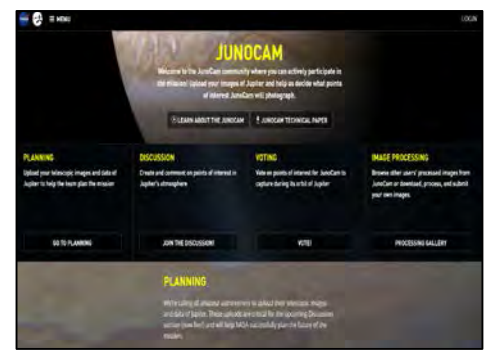 MENU
LOGIN
JUNOCAM
Welcome to the JunoCam community where you can actively participate in
the mission! Upload your images of Jupiter and help us decide what points
of interest JunoCam will photograph.
LEARN ABOUT THE JUNOCAM
JUNOCAM TECHNICAL PAPER
PLANNING
Upload your telescopic images and data of
Jupiter to help the team plan the mission
GO TO PLANNING
DISCUSSION
Create and comment on points of interest in
Jupiter's atmosphere
JOIN THE DISCUSSION!
VOTING
Vote on points of interest for JunoCam to
capture during its orbit of Jupiter
VOTE!
IMAGE PROCESSING
Browse other users' processed images from
JunoCam or download, process, and submit
your own images.
PROCESSING GALLERY
PLANNING
We're calling all amateur astronomers to upload their telescopic images
and data of Jupiter. These uploads are critical for the upcoming Discussion
section (see) and will help NASA successfully plan the future of the
mission.